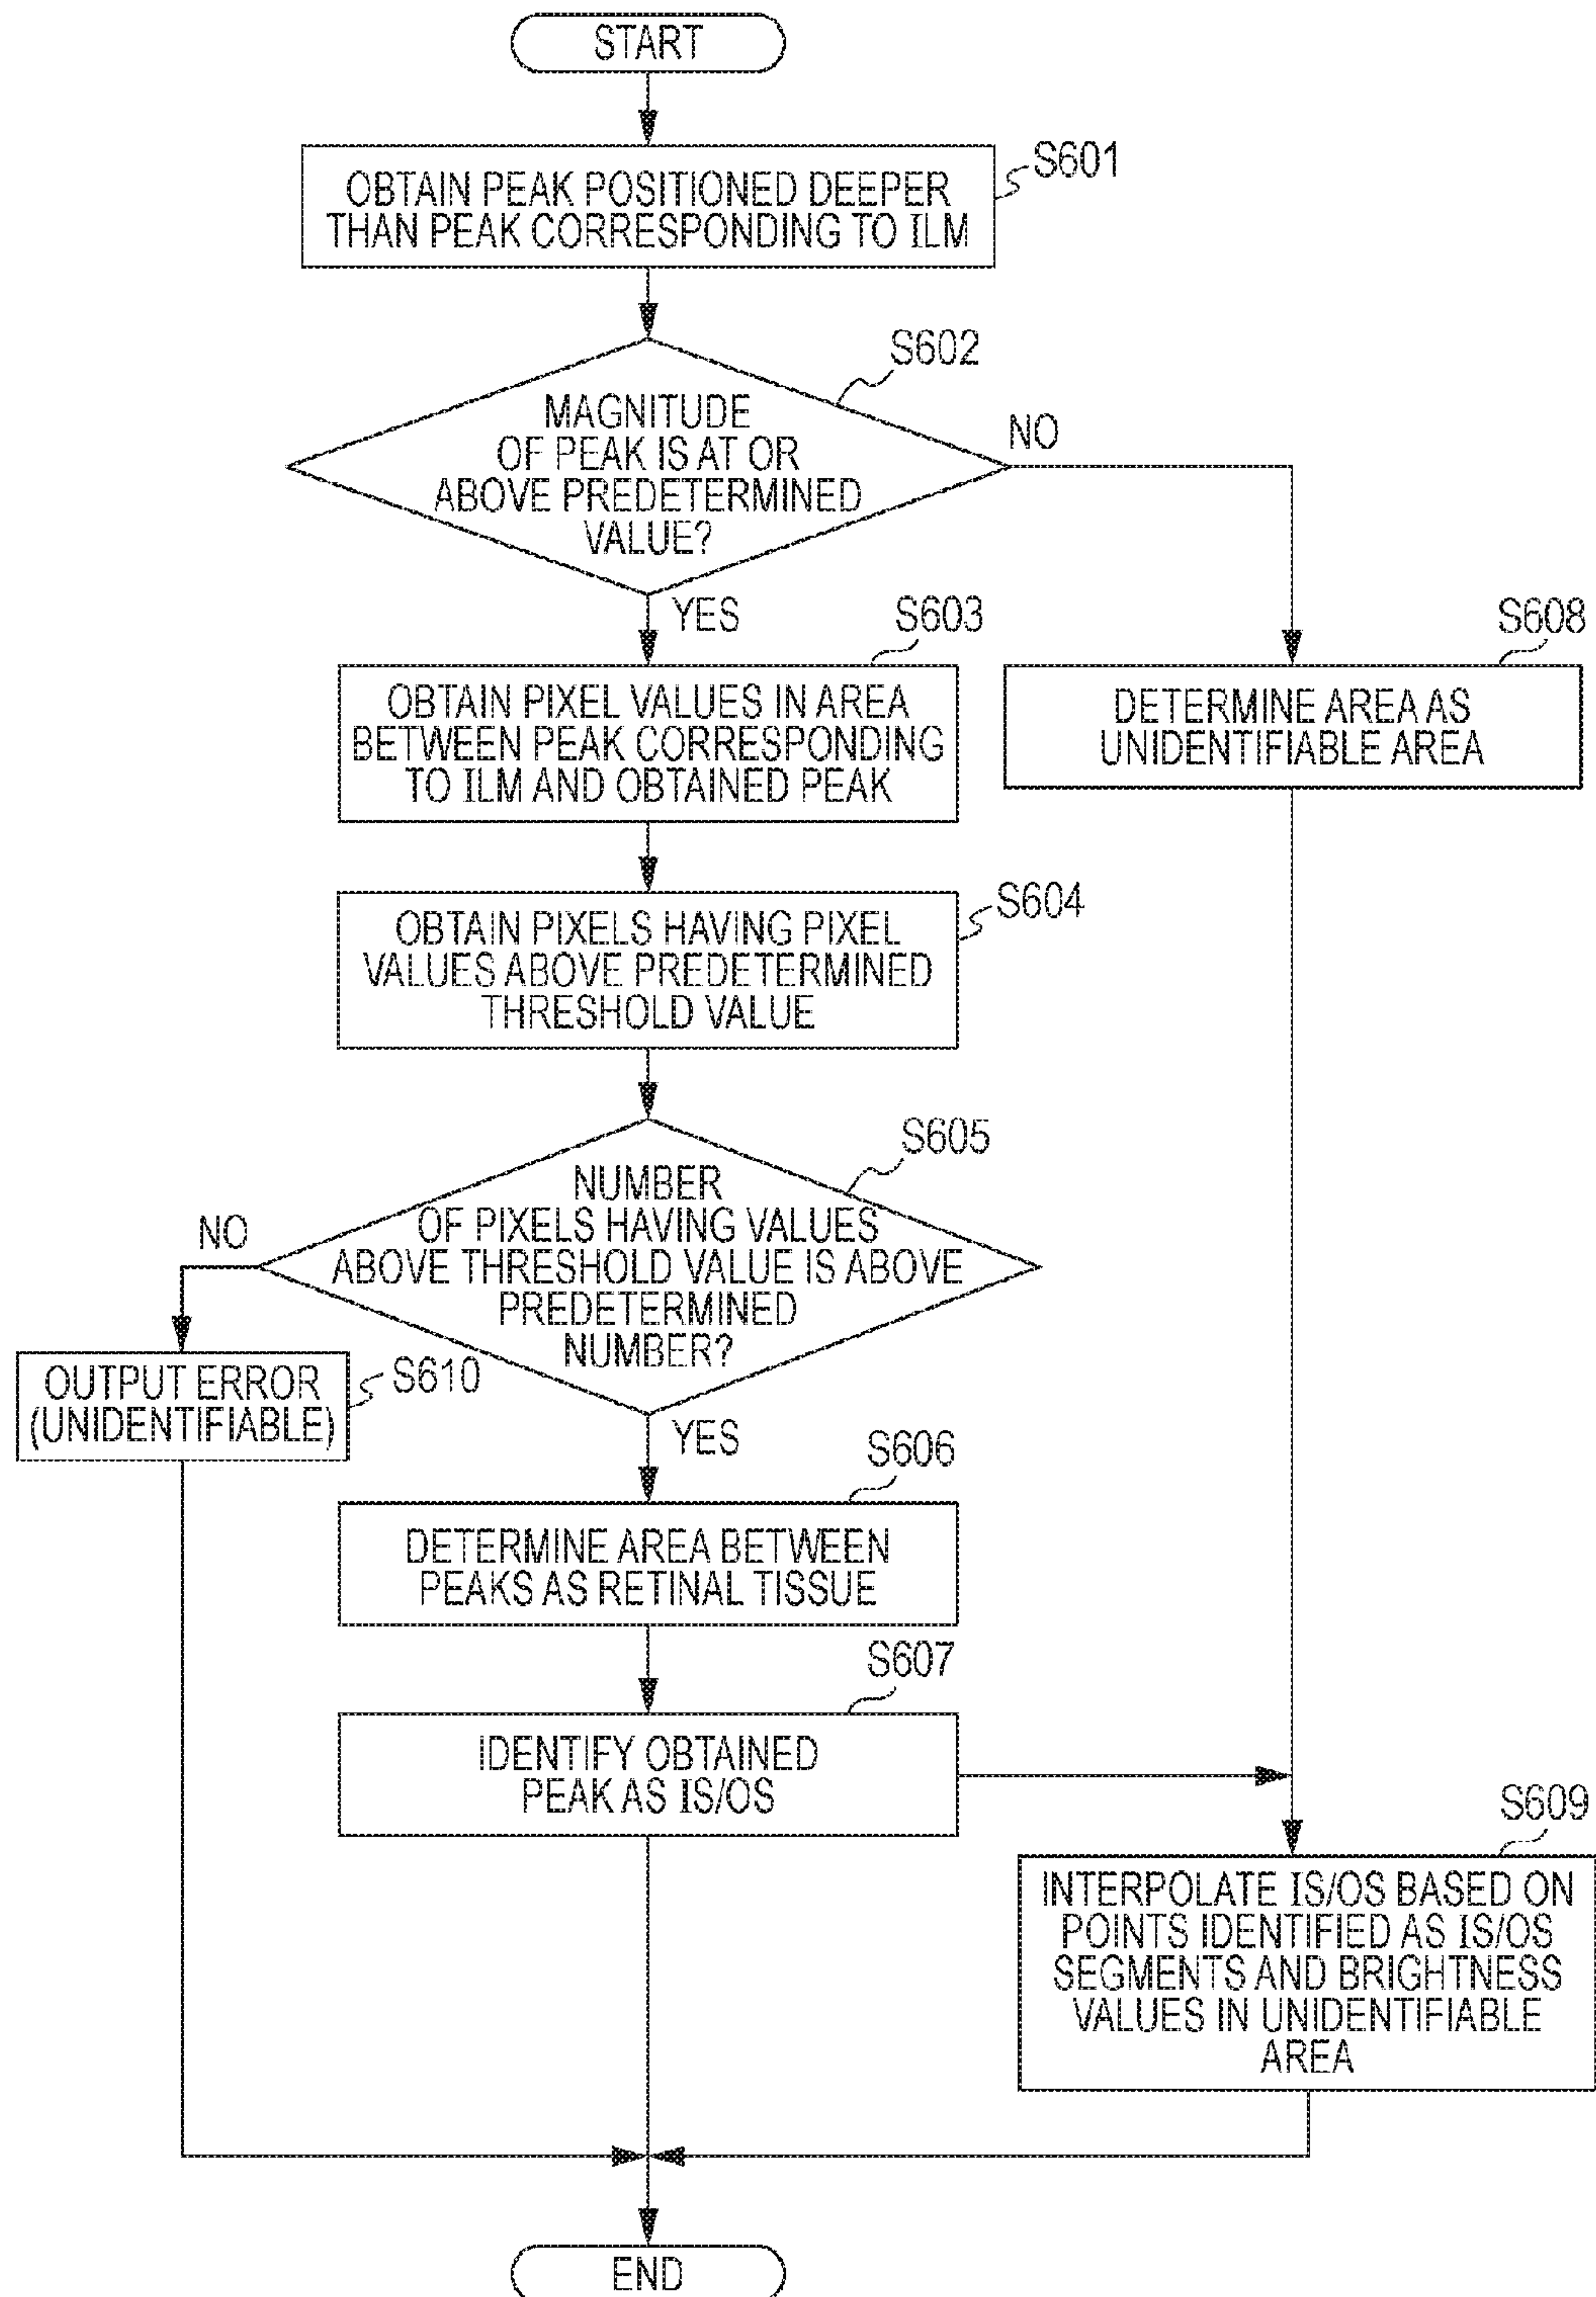 START
S601
OBTAIN PEAK POSITIONED DEEPER
THAN PEAK CORRESPONDING TO ILM
S602
MAGNITUDE
OF PEAK IS AT OR
ABOVE PREDETERMINED
VALUE?
NO
YES
S603
OBTAIN PIXEL VALUES IN AREA
BETWEEN PEAK CORRESPONDING
TO ILM AND OBTAINED PEAK
S608
DETERMINE AREA AS
UNIDENTIFIABLE AREA
S604
OBTAIN PIXELS HAVING PIXEL
VALUES ABOVE PREDETERMINED
THRESHOLD VALUE
S605
NUMBER
OF PIXELS HAVING VALUES
ABOVE THRESHOLD VALUE IS ABOVE
PREDETERMINED
NUMBER?
NO
S610
OUTPUT ERROR
(UNIDENTIFIABLE)
YES
S606
DETERMINE AREA BETWEEN
PEAKS AS RETINAL TISSUE
S607
IDENTIFY OBTAINED
PEAK AS IS/OS
S609
INTERPOLATE IS/OS BASED ON
POINTS IDENTIFIED AS IS/OS
SEGMENTS AND BRIGHTNESS
VALUES IN UNIDENTIFIABLE
AREA
END